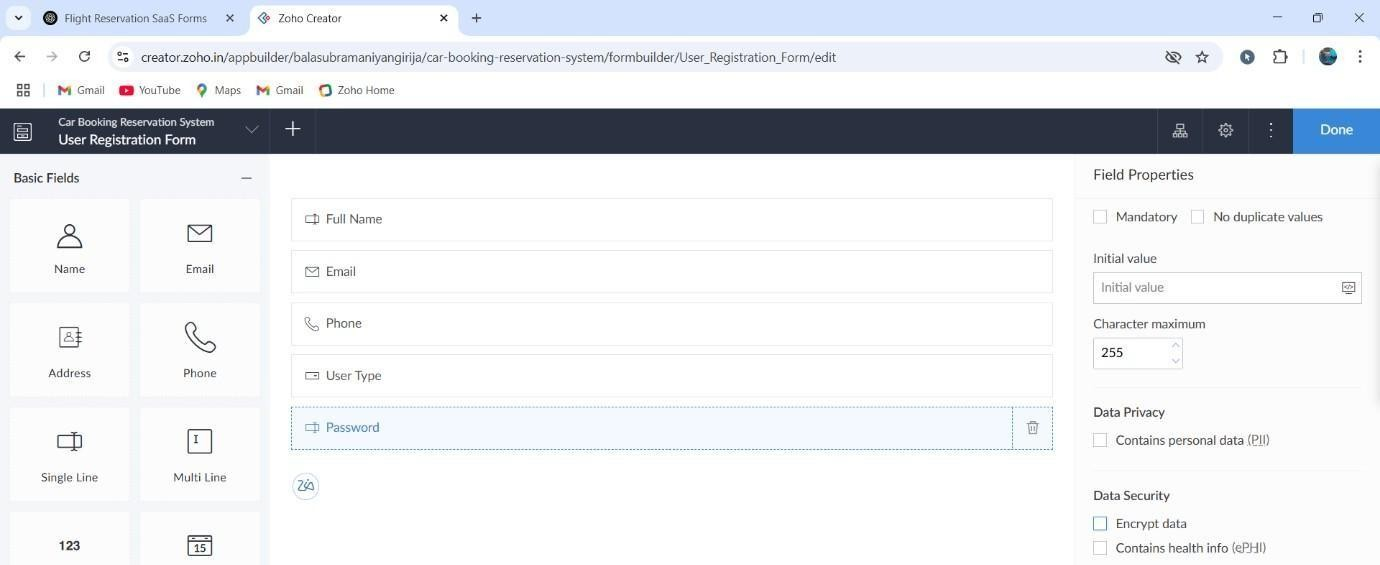 Flight Reservation SaaS Forms
Zoho Creator
creator.zoho.in/appbuilder/balasubramaniyangirija/car-booking-reservation-system/formbuilder/User_Registration_Form/edit
Gmail YouTube Maps Gmail Zoho Home
Car Booking Reservation System
User Registration Form
Done
Basic Fields
Name
Email
Address
Phone
Single Line
Multi Line
123
15
Full Name
Email
Phone
User Type
Password
Field Properties
Mandatory No duplicate values
Initial value
Initial value
Character maximum
255
Data Privacy
Contains personal data (PII)
Data Security
Encrypt data
Contains health info (ePHI)